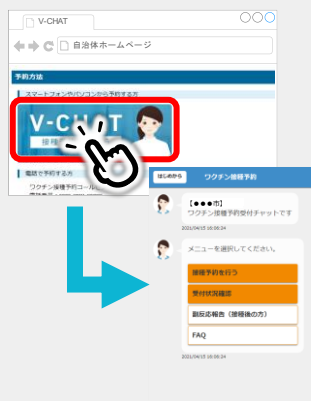 V-CHAT
自治体ホームページ
予約方法
スマートフォンやパソコンから予約する方
V-CHAT
接種
電話で予約する方
ワクチン接種予約コール
はじめから
ワクチン接種予約
【●●●市】
ワクチン接種予約受付チャットです
2021/04/15 16:06:24
メニューを選択してください。
接種予約を行う
受付状況確認
副反応報告（接種後の方）
FAQ
2021/04/15 16:06:24